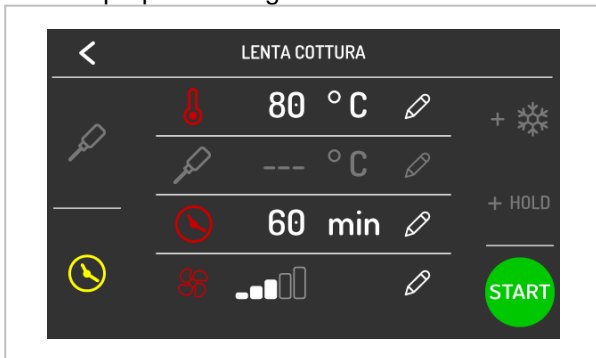 LENTA COTTURA
80 °C
+
--- °C
60 min
+ HOLD
START